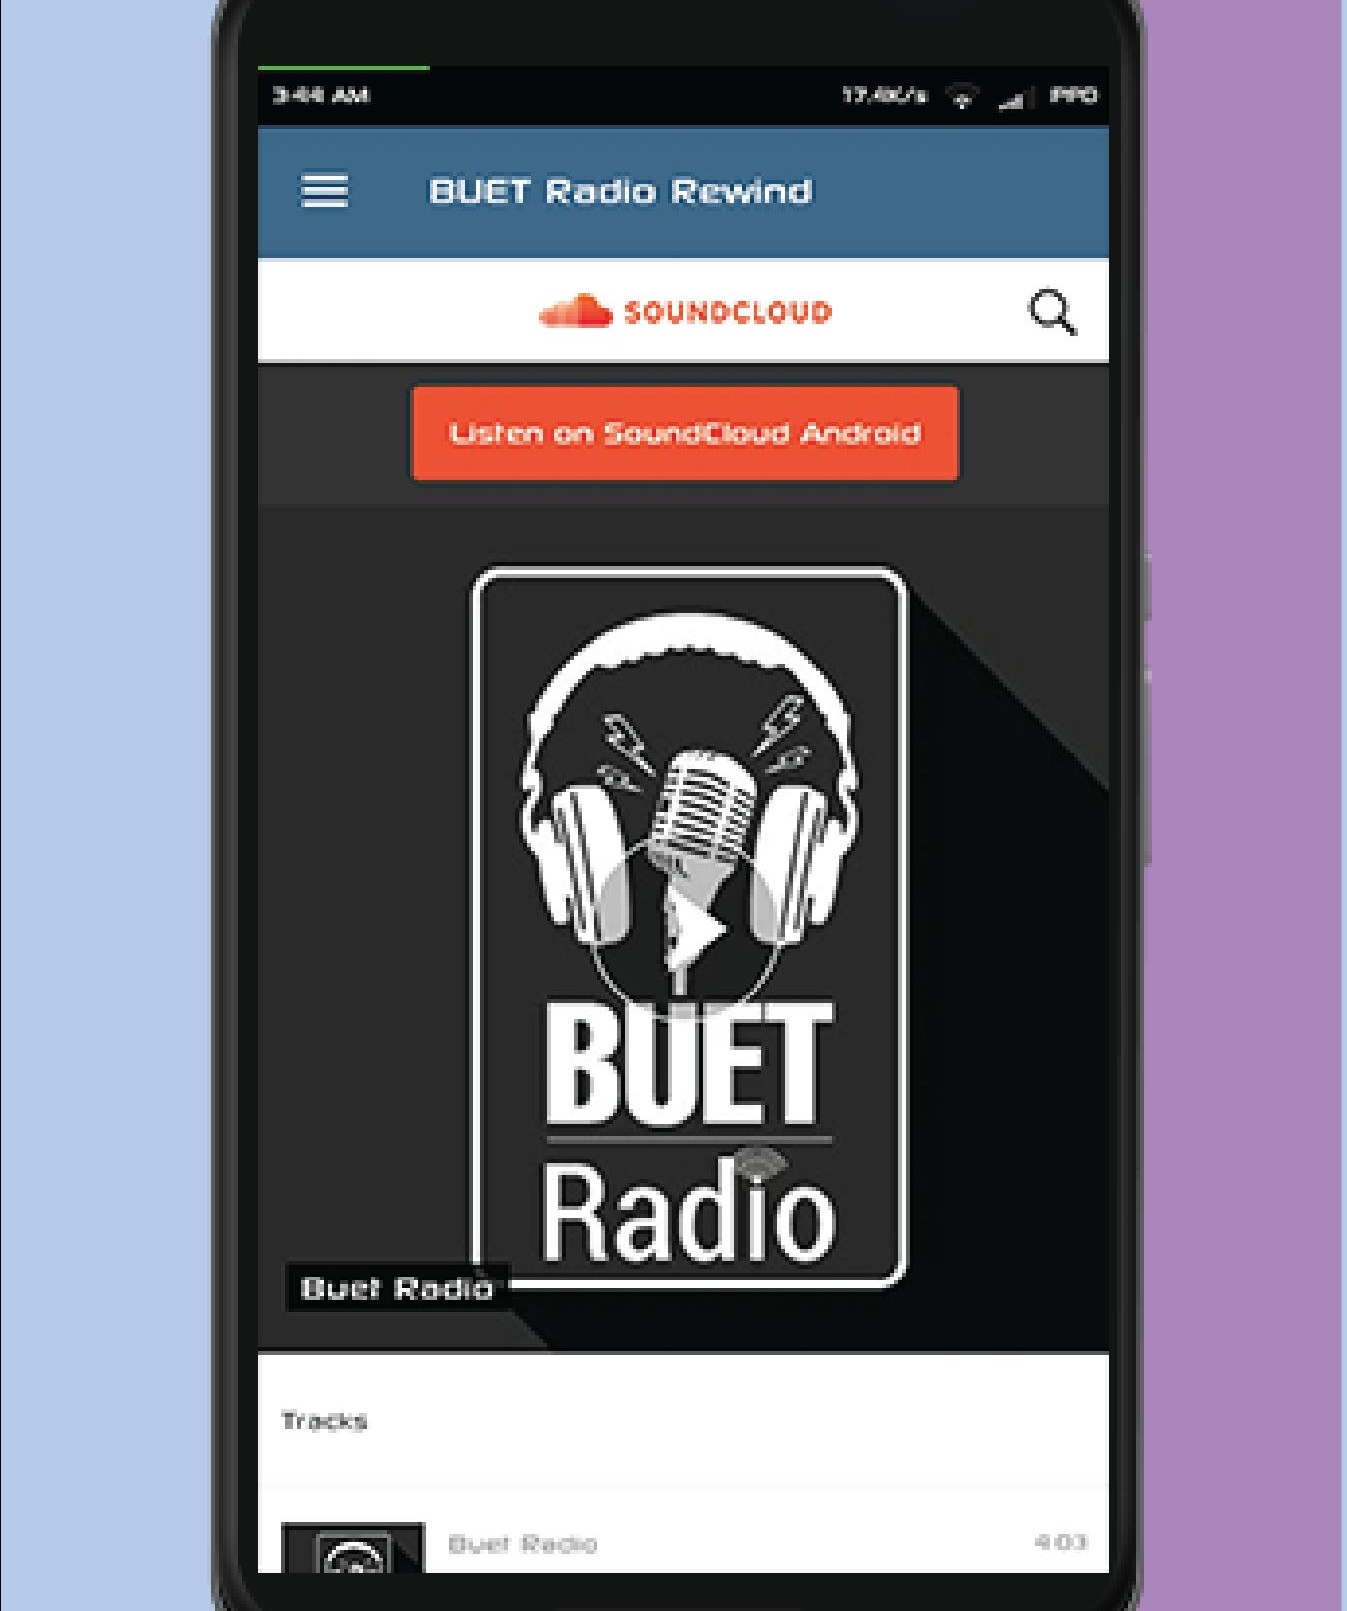 3:44 AM 17.4K/s
BUET Radio Rewind
SOUNDCLOUD
Listen on SoundCloud Android
BUET
Radio
Buet Radio
Tracks
Buet Radio 4:03